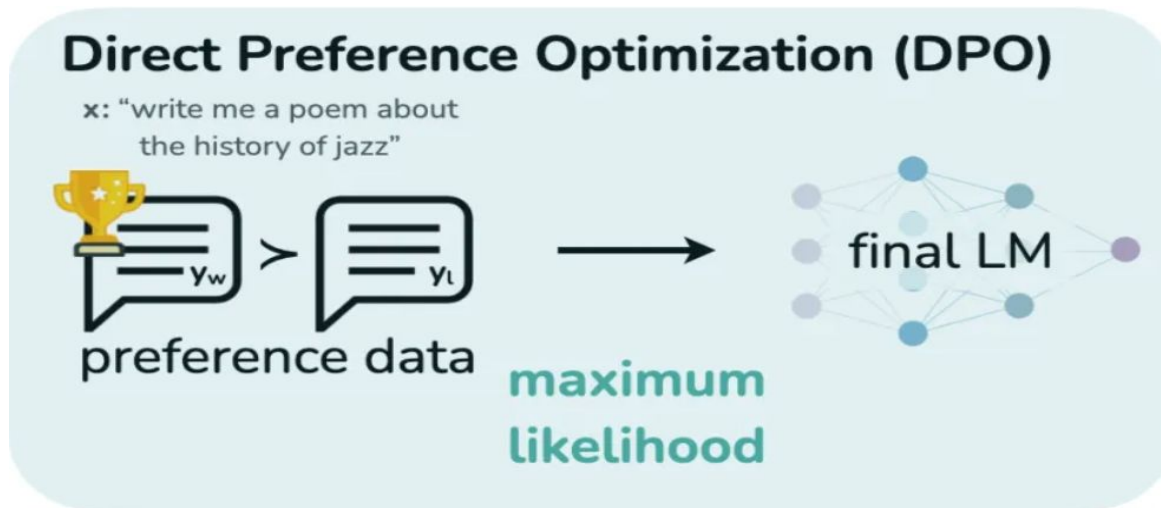 Direct Preference Optimization (DPO)
x: “write me a poem about
the history of jazz”
yw
≻
yl
final LM
preference data
maximum
likelihood